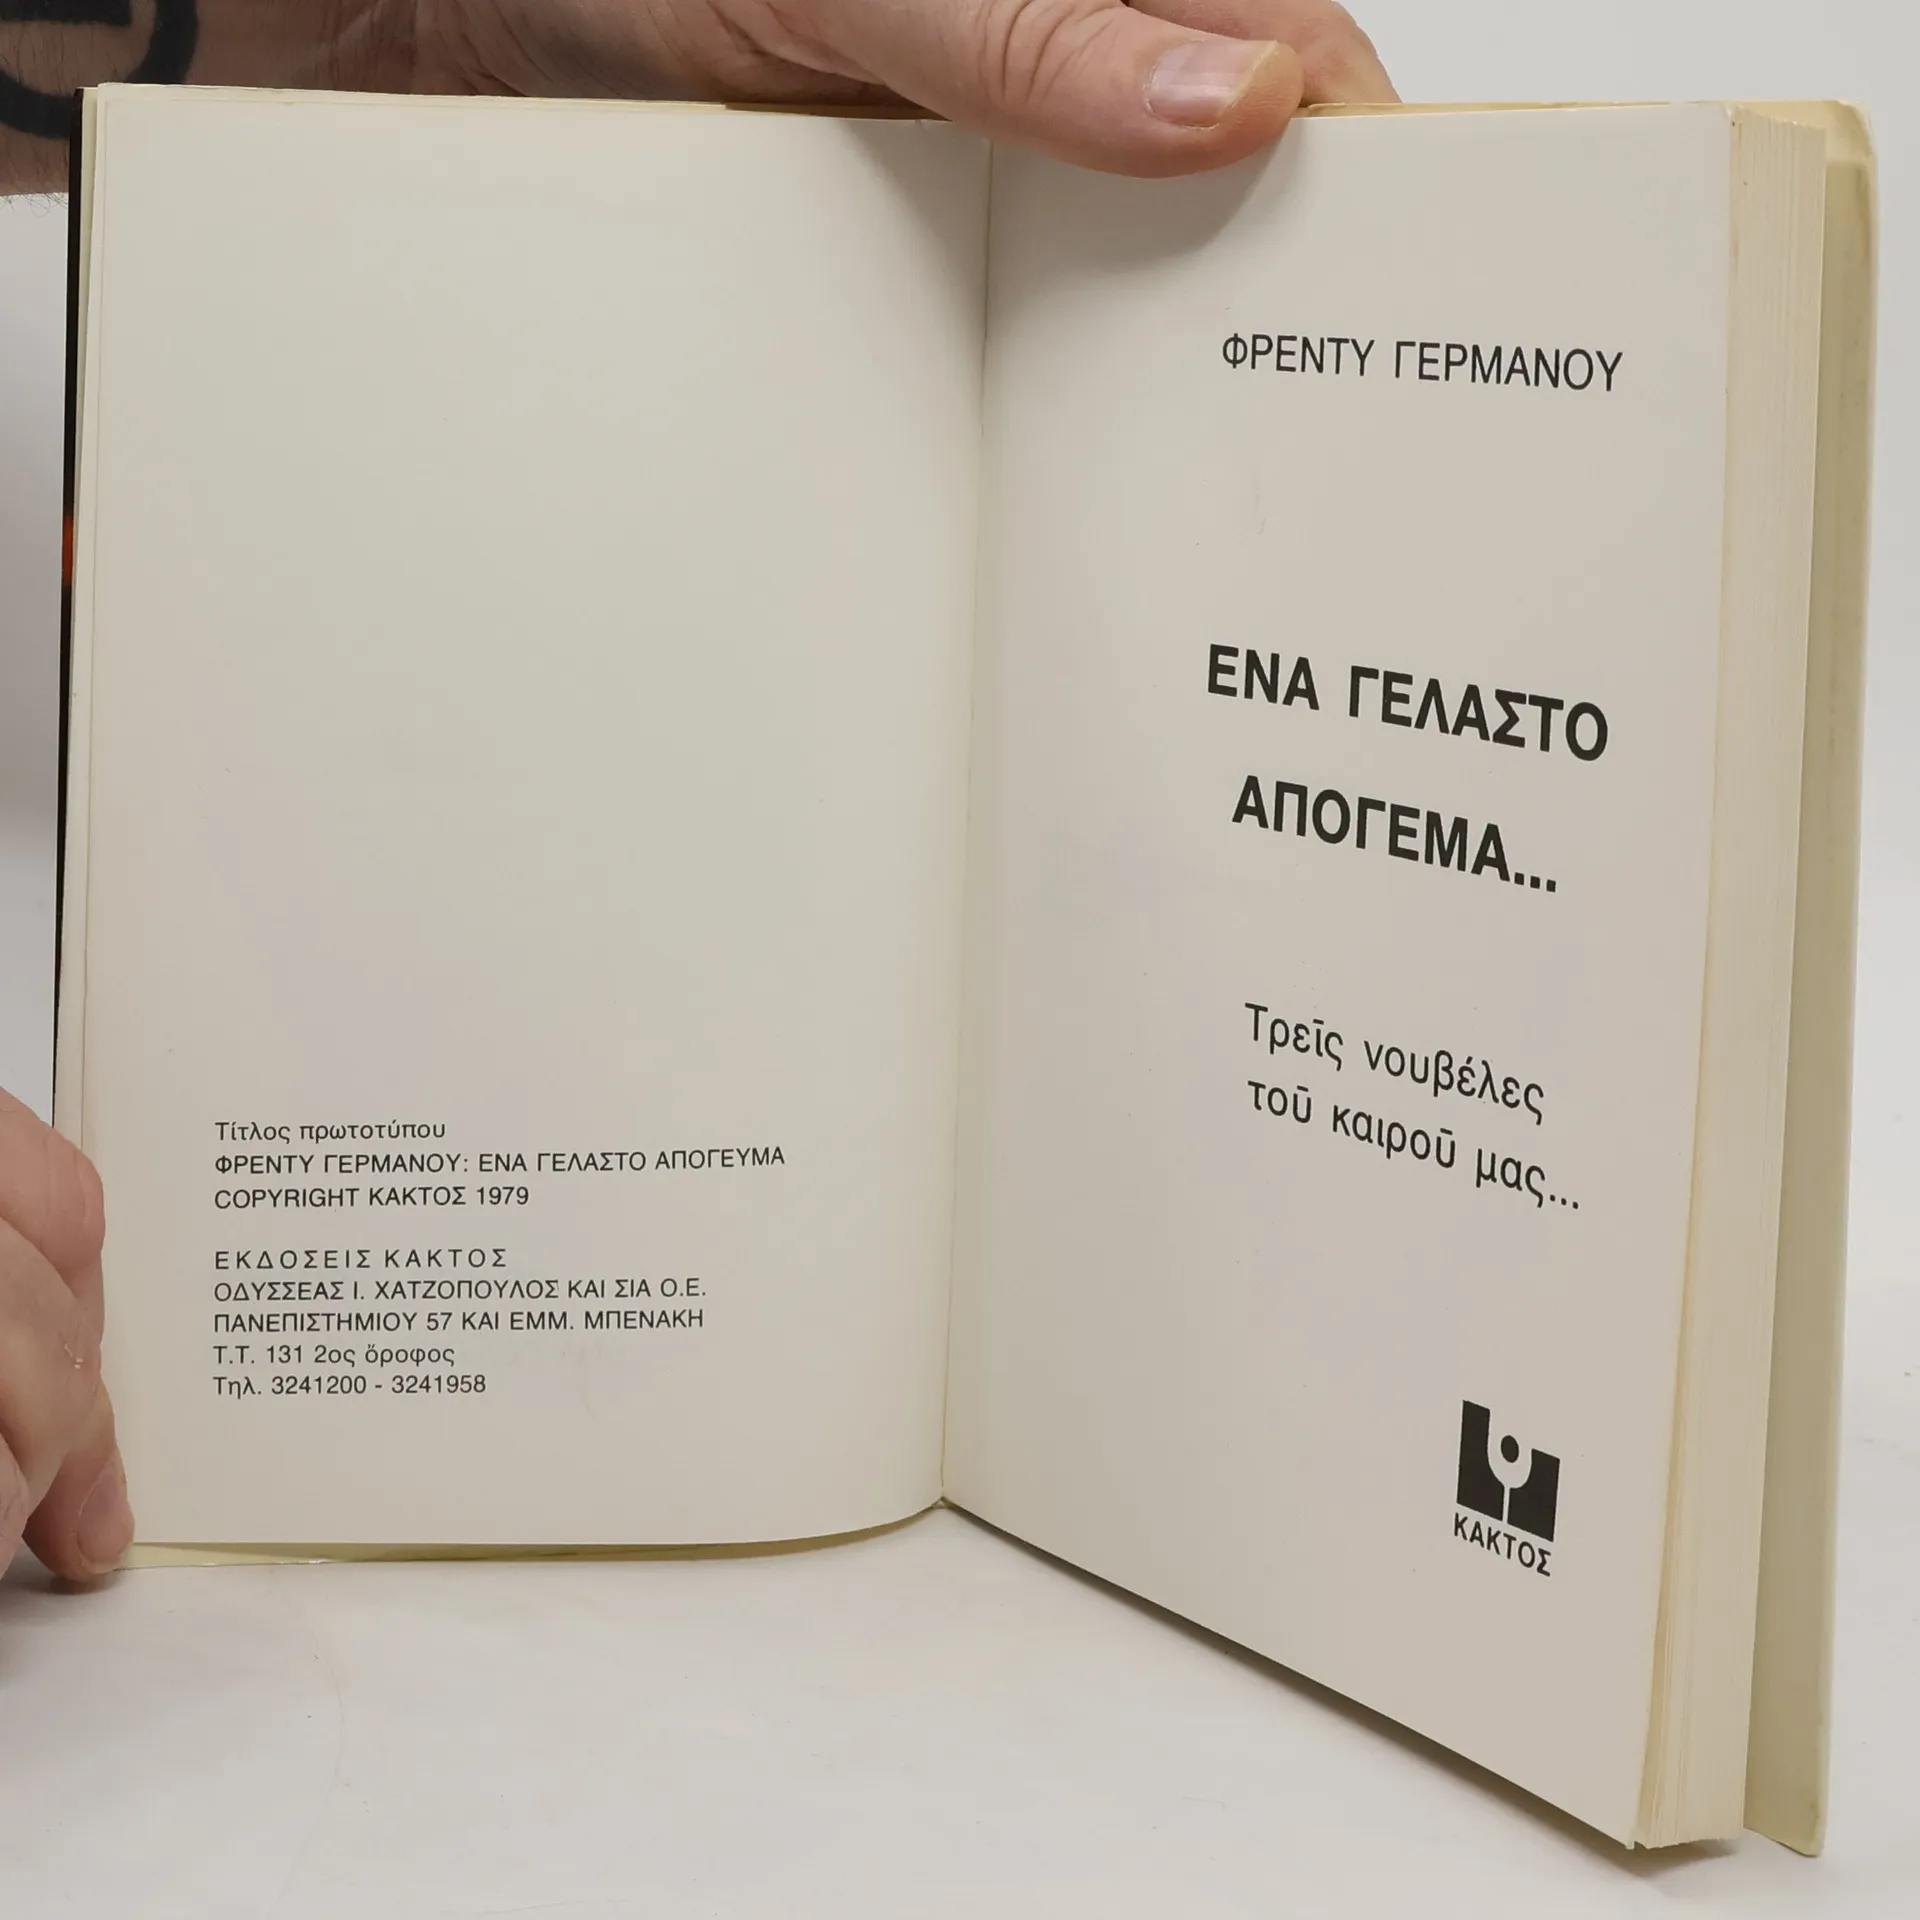 Τίτλος πρωτοτύπου
ΦΡΕΝΤΥ ΓΕΡΜΑΝΟΥ: ΕΝΑ ΓΕΛΑΣΤΟ ΑΠΟΓΕΥΜΑ
COPYRIGHT ΚΑΚΤΟΣ 1979
ΕΚΔΟΣΕΙΣ ΚΑΚΤΟΣ
ΟΔΥΣΣΕΑΣ Ι. ΧΑΤΖΟΠΟΥΛΟΣ ΚΑΙ ΣΙΑ Ο.Ε.
ΠΑΝΕΠΙΣΤΗΜΙΟΥ 57 ΚΑΙ ΕΜΜ. ΜΠΕΝΑΚΗ
Τ.Τ. 131 2ος ὄροφος
Τηλ. 3241200 - 3241958
ΦΡΕΝΤΥ ΓΕΡΜΑΝΟΥ
ΕΝΑ ΓΕΛΑΣΤΟ
ΑΠΟΓΕΜΑ...
Τρεῖς νουβέλες
τοῦ καιροῦ μας...
ΚΑΚΤΟΣ